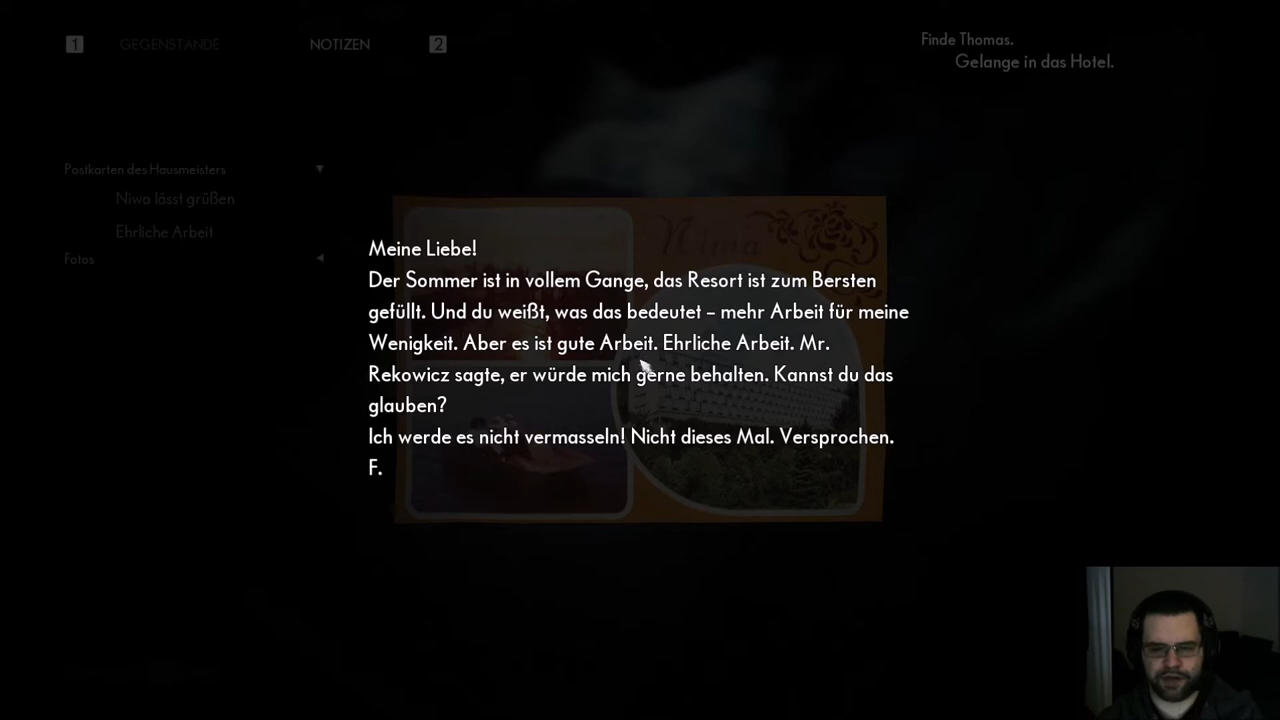 1 GEGENSTÄNDE NOTIZEN 2
Finde Thomas.
Gelange in das Hotel.
Postkarten des Hausmeisters
Niwa lässt grüßen
Ehrliche Arbeit
Fotos
Niwa
Meine Liebe!
Der Sommer ist in vollem Gange, das Resort ist zum Bersten
gefüllt. Und du weißt, was das bedeutet – mehr Arbeit für meine
Wenigkeit. Aber es ist gute Arbeit. Ehrliche Arbeit. Mr.
Rekowicz sagte, er würde mich gerne behalten. Kannst du das
glauben?
Ich werde es nicht vermasseln! Nicht dieses Mal. Versprochen.
F.